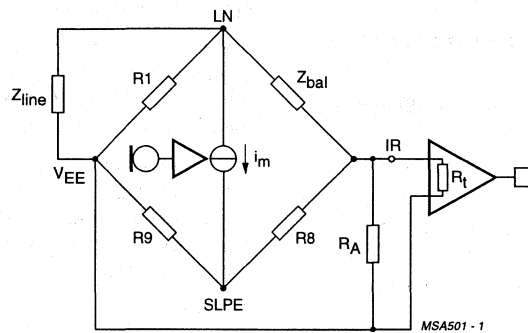 LN
R1
Zbal
Zline
im
IR
Rt
VEE
R9
R8
RA
SLPE
MSA501 - 1